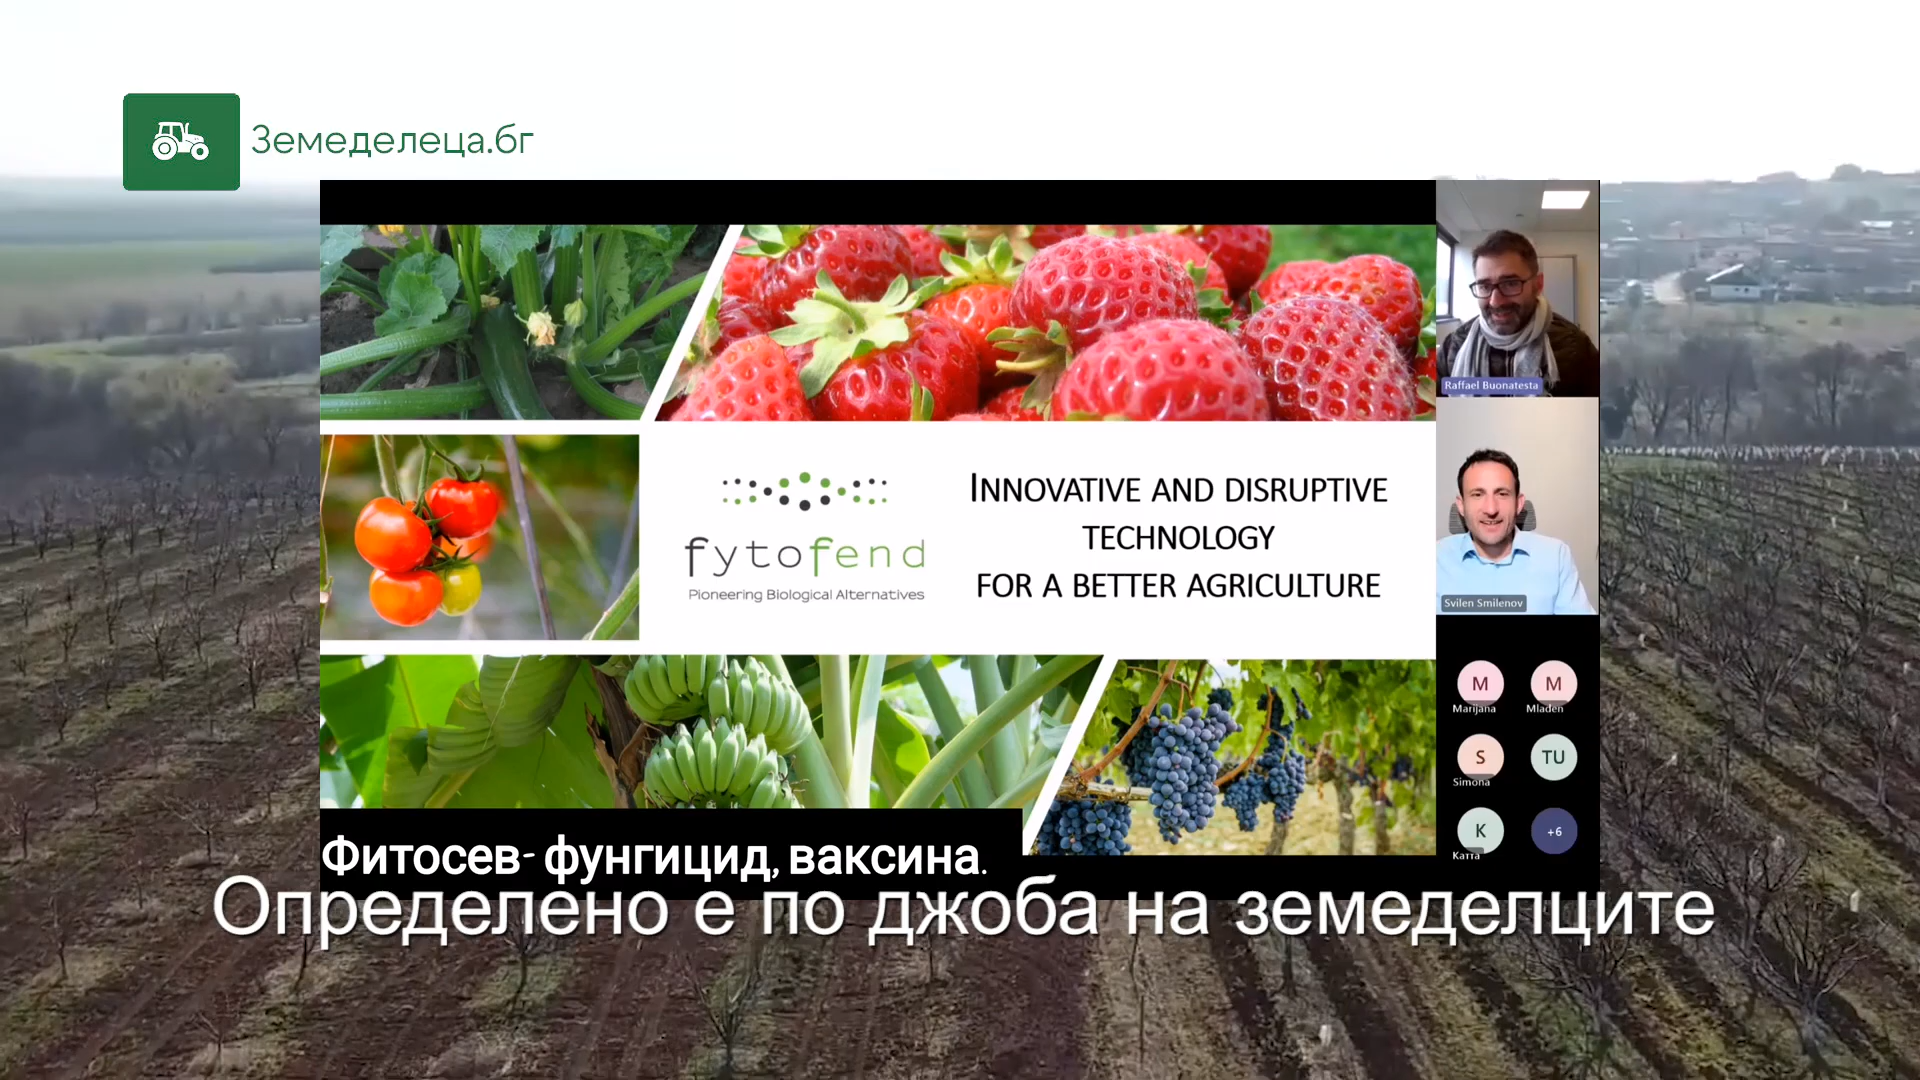 Земеделеца.бг
fytofend
Pioneering Biological Alternatives
INNOVATIVE AND DISRUPTIVE
TECHNOLOGY
FOR A BETTER AGRICULTURE
Raffael Buonatesta
Svilen Smilenov
M
M
Marijana
Mladen
S
TU
Simona
K
+6
Катта
Фитосев- фунгицид, ваксина.
Определено е по джоба на земеделците